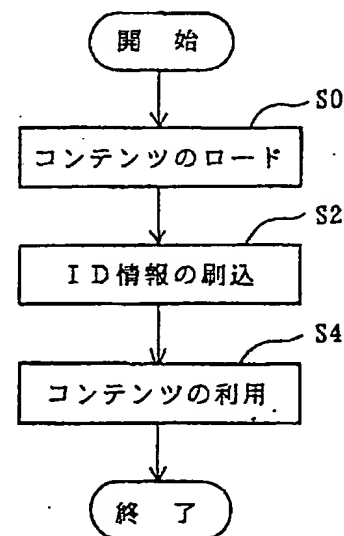 開 始
S0
コンテンツのロード
S2
ID情報の刷込
S4
コンテンツの利用
終 了